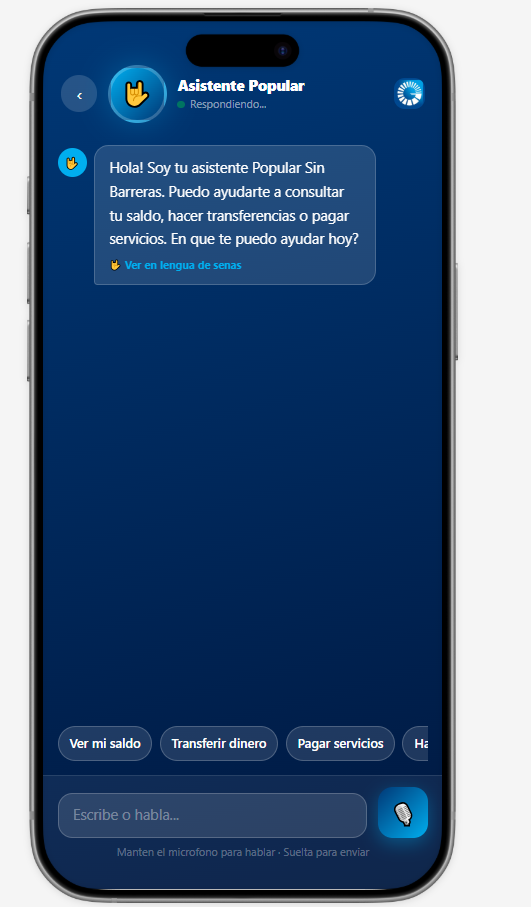 Asistente Popular
Respondiendo...
Hola! Soy tu asistente Popular Sin
Barreras. Puedo ayudarte a consultar
tu saldo, hacer transferencias o pagar
servicios. En que te puedo ayudar hoy?
Ver en lengua de senas
Ver mi saldo
Transferir dinero
Pagar servicios
Escribe o habla...
Manten el microfono para hablar · Suelta para enviar